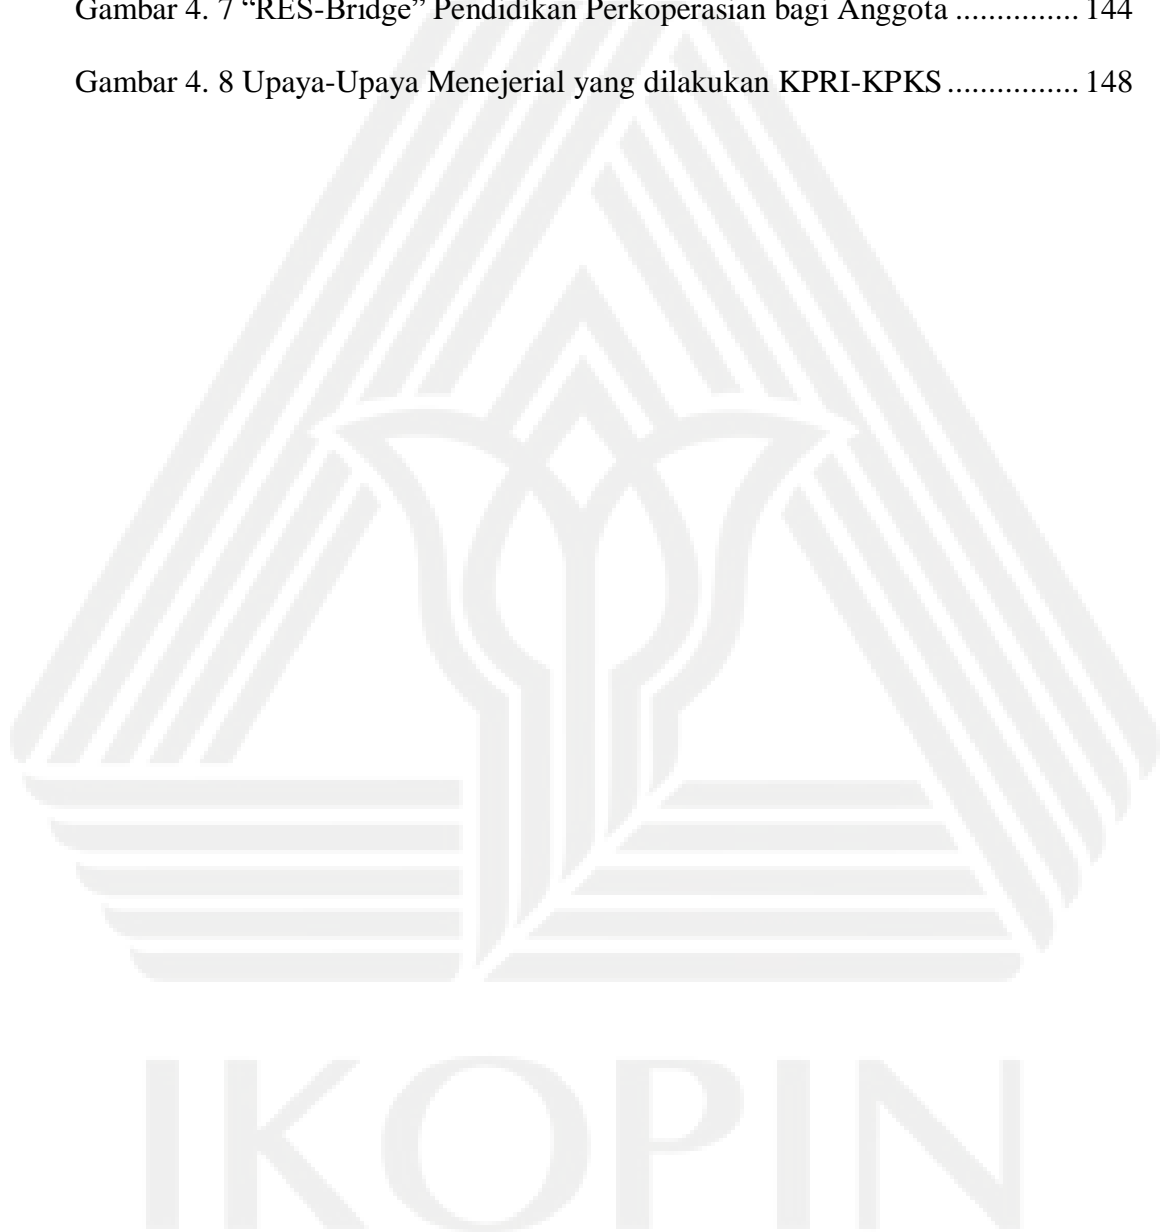 Gambar 4. 7 “RES-Bridge” Pendidikan Perkoperasian bagi Anggota ............... 144
Gambar 4. 8 Upaya-Upaya Menejerial yang dilakukan KPRI-KPKS ................ 148
IKOPIN